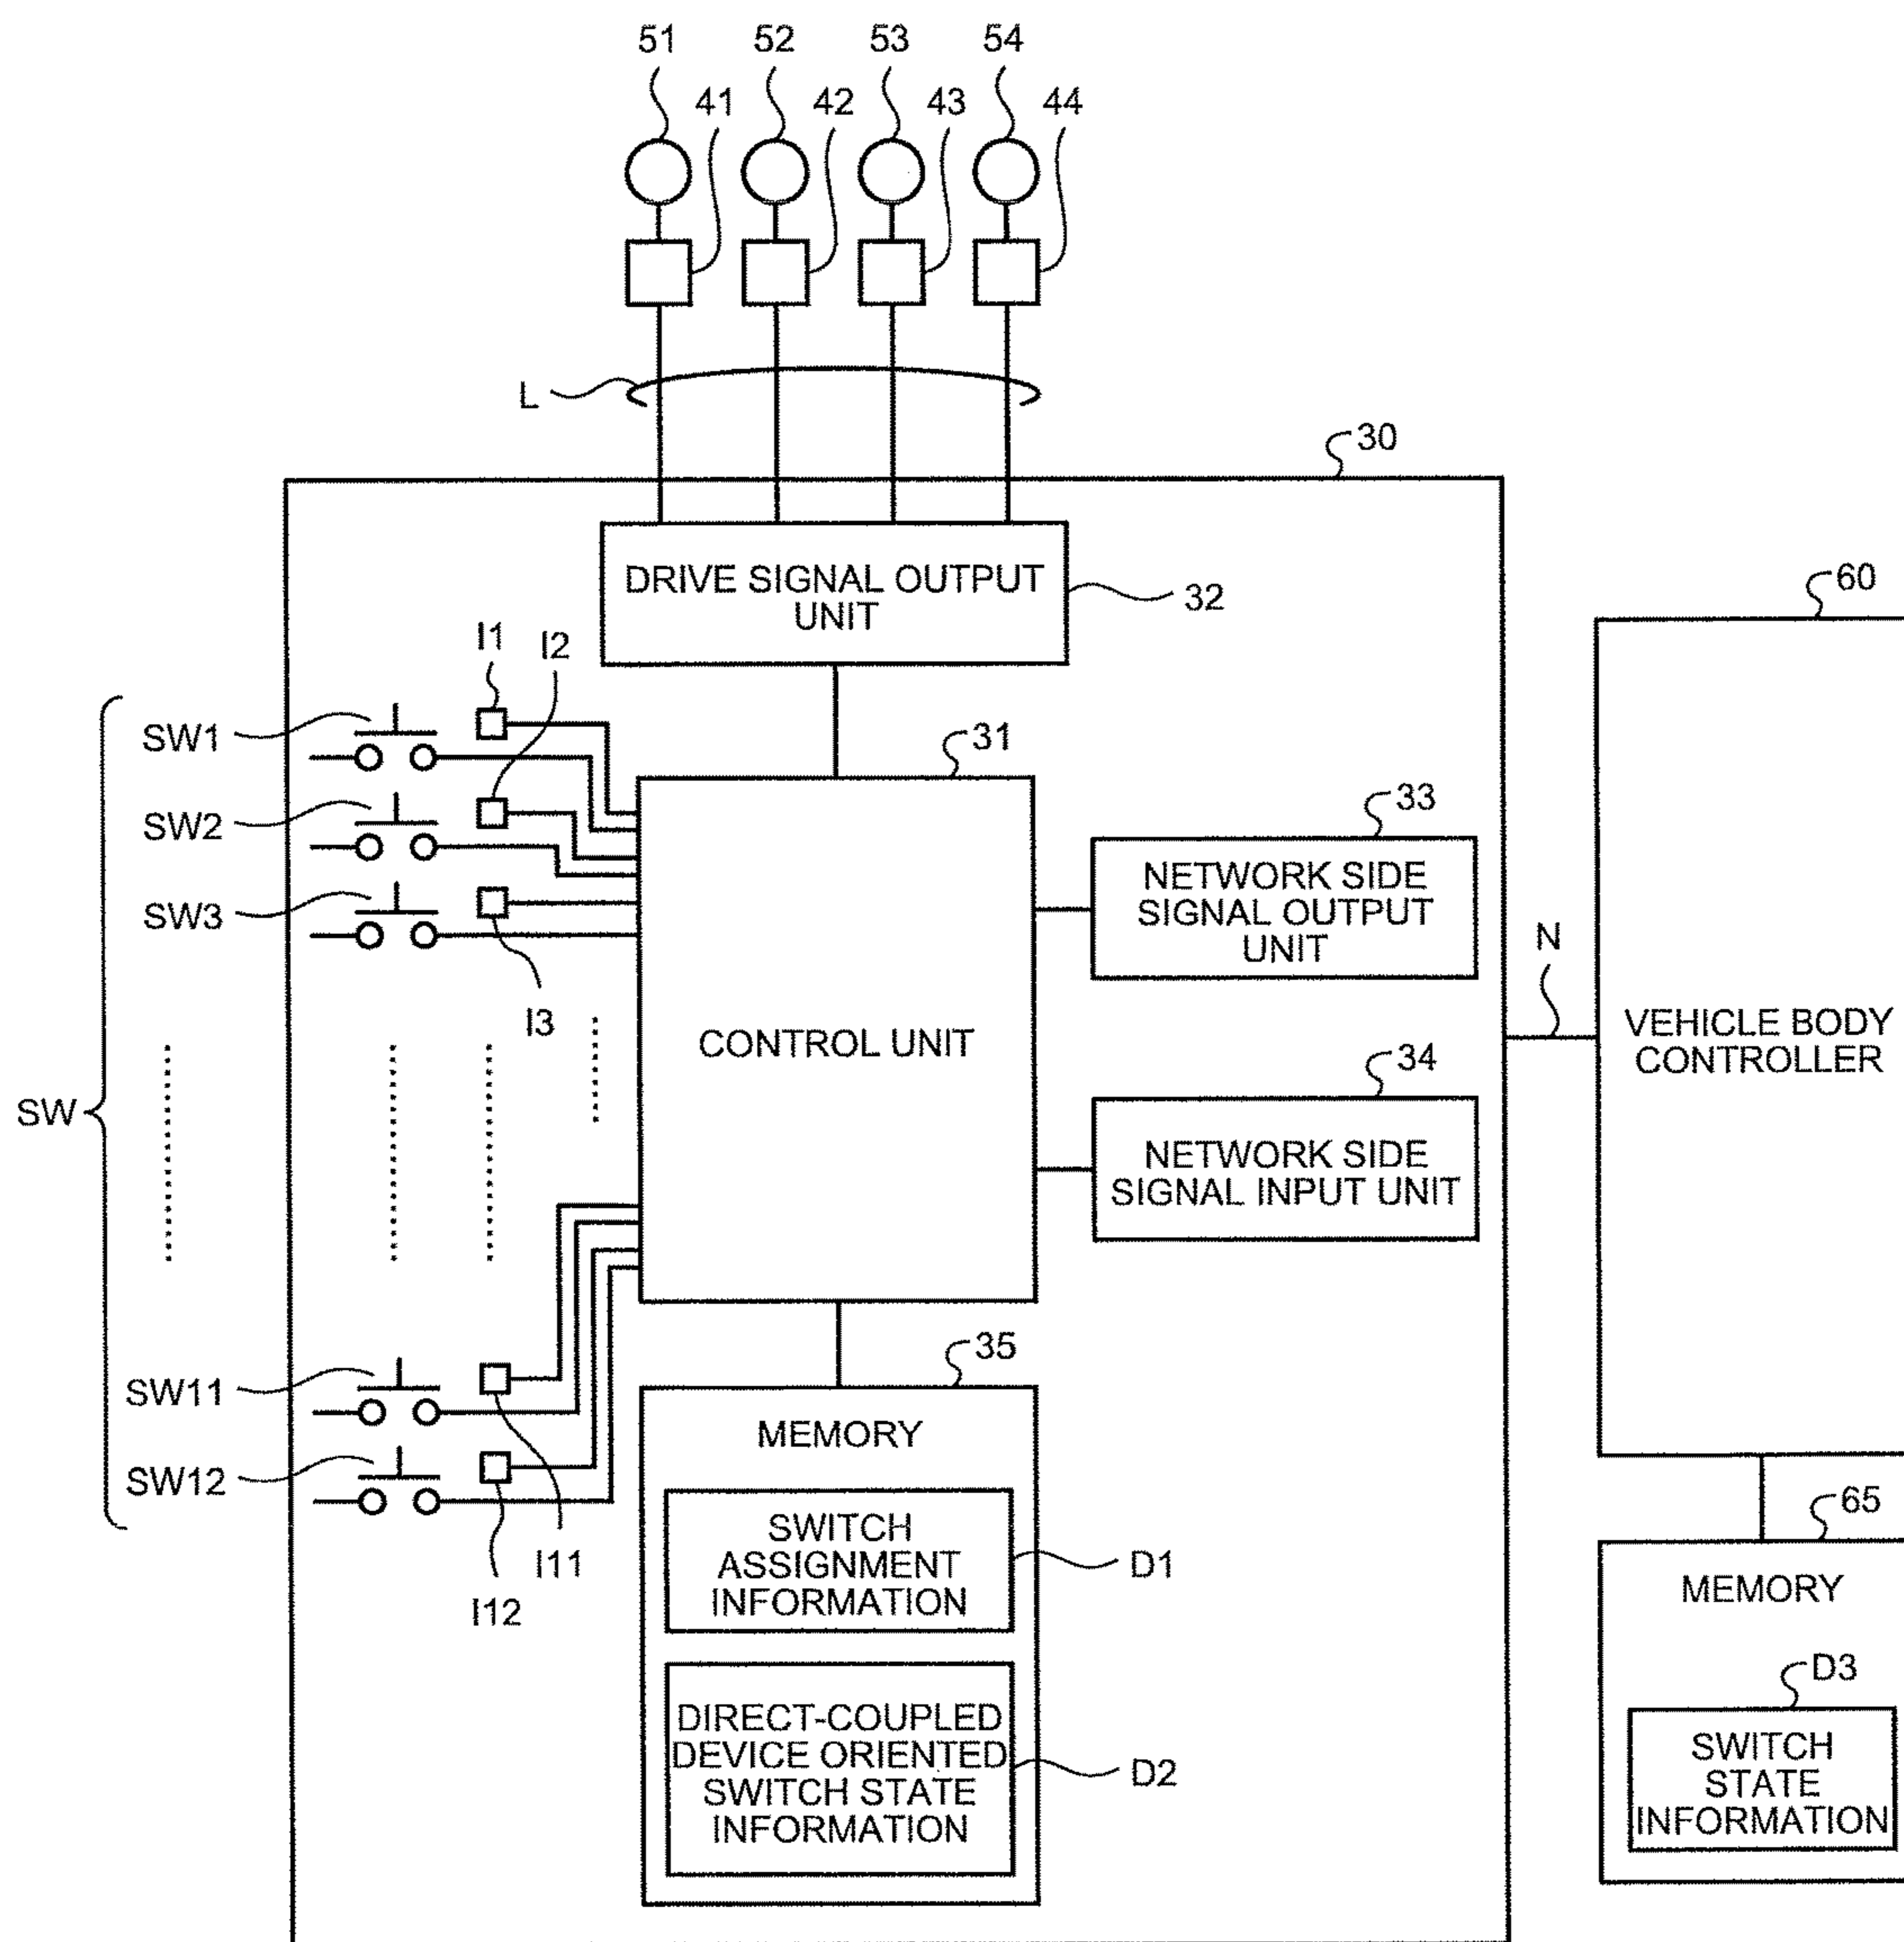 51
52
53
54
41
42
43
44
L
30
DRIVE SIGNAL OUTPUT
UNIT
32
60
I1
I2
SW1
31
SW2
33
NETWORK SIDE
SIGNAL OUTPUT
UNIT
SW3
N
I3
CONTROL UNIT
VEHICLE BODY
CONTROLLER
34
SW
NETWORK SIDE
SIGNAL INPUT UNIT
35
SW11
MEMORY
SW12
65
SWITCH
ASSIGNMENT
INFORMATION
D1
I11
I12
MEMORY
D3
DIRECT-COUPLED
DEVICE ORIENTED
SWITCH STATE
INFORMATION
D2
SWITCH
STATE
INFORMATION